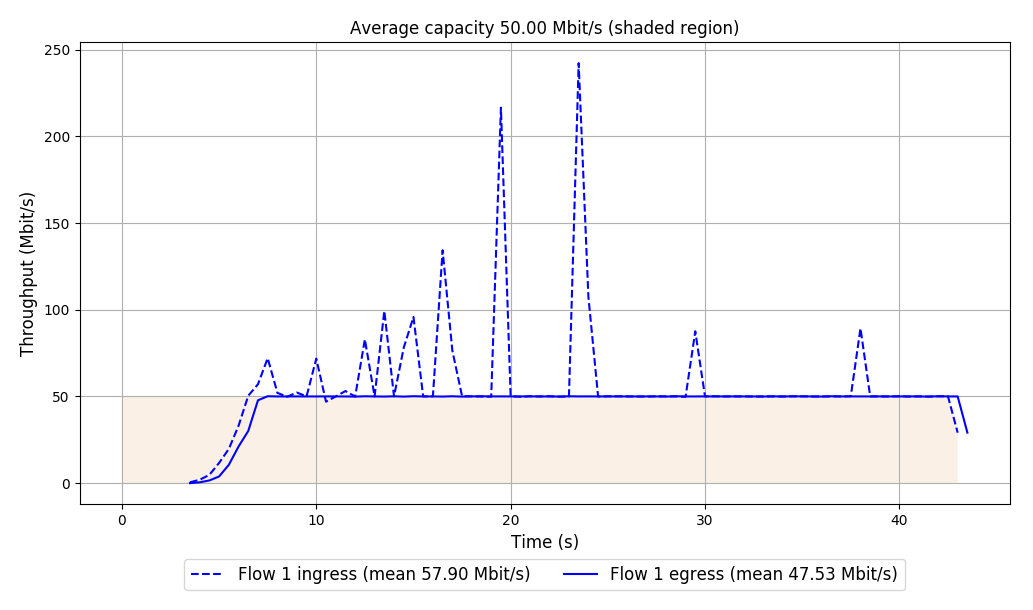 Average capacity 50.00 Mbit/s (shaded region)
Throughput (Mbit/s)
250
200
150
100
50
0
0 10 20 30 40
Time (s)
Flow 1 ingress (mean 57.90 Mbit/s) Flow 1 egress (mean 47.53 Mbit/s)